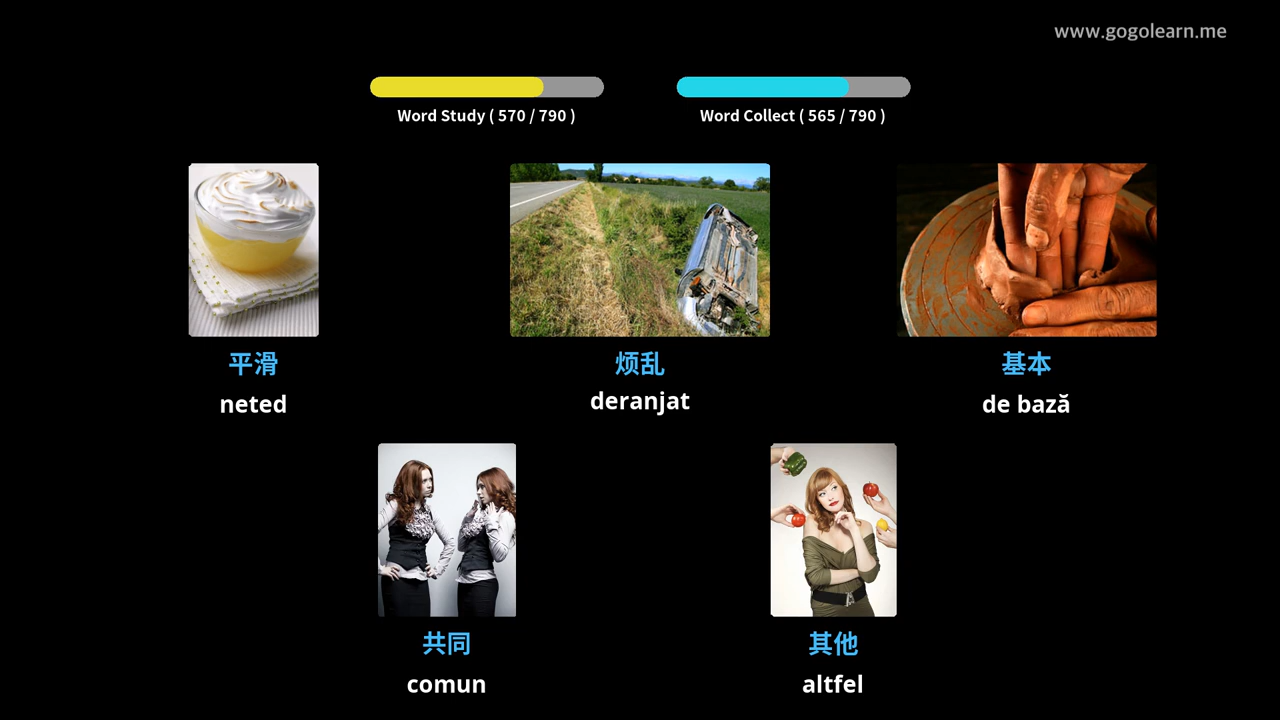 www.gogolearn.me
Word Study ( 570 / 790 )
Word Collect ( 565 / 790 )
平滑
neted
烦乱
deranjat
基本
de bază
共同
comun
其他
altfel